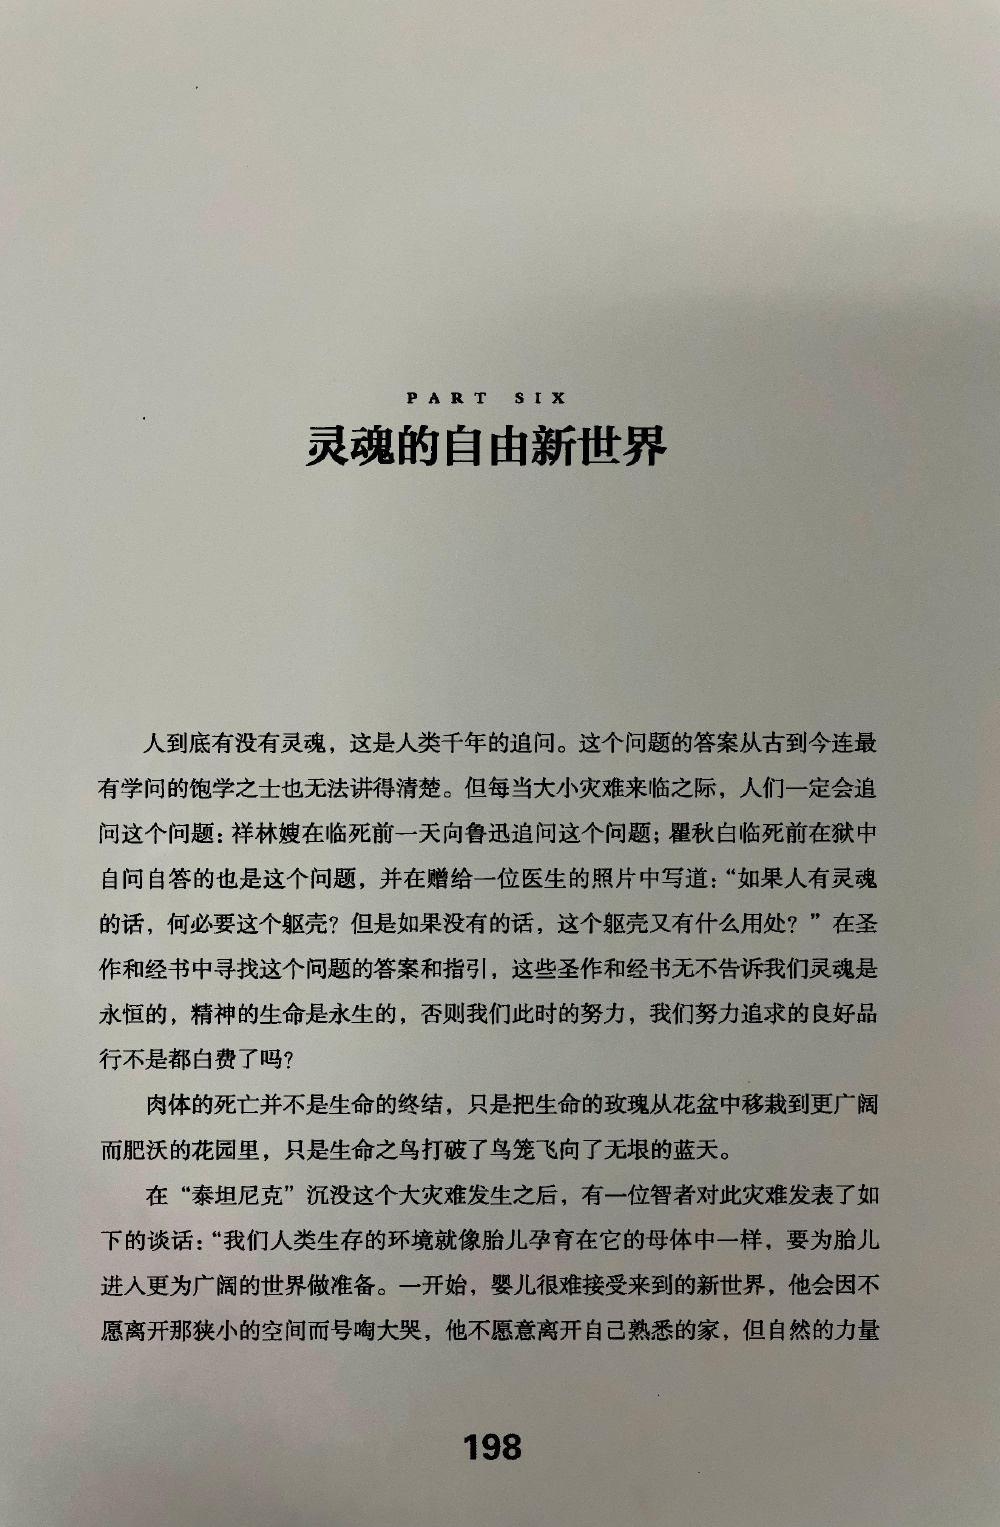 PART SIX
灵魂的自由新世界
人到底有没有灵魂，这是人类千年的追问。这个问题的答案从古到今连最
有学问的饱学之士也无法讲得清楚。但每当大小灾难来临之际，人们一定会追
问这个问题：祥林嫂在临死前一天向鲁迅追问这个问题；瞿秋白临死前在狱中
自问自答的也是这个问题，并在赠给一位医生的照片中写道：“如果人有灵魂
的话，何必要这个躯壳？但是如果没有的话，这个躯壳又有什么用处？”在圣
作和经书中寻找这个问题的答案和指引，这些圣作和经书无不告诉我们灵魂是
永恒的，精神的生命是永生的，否则我们此时的努力，我们努力追求的良好品
行不是都白费了吗？
肉体的死亡并不是生命的终结，只是把生命的玫瑰从花盆中移栽到更广阔
而肥沃的花园里，只是生命之鸟打破了鸟笼飞向了无垠的蓝天。
在“泰坦尼克”沉没这个大灾难发生之后，有一位智者对此灾难发表了如
下的谈话：“我们人类生存的环境就像胎儿孕育在它的母体中一样，要为胎儿
进入更为广阔的世界做准备。一开始，婴儿很难接受来到的新世界，他会因不
愿离开那狭小的空间而号啕大哭，他不愿意离开自己熟悉的家，但自然的力量
198